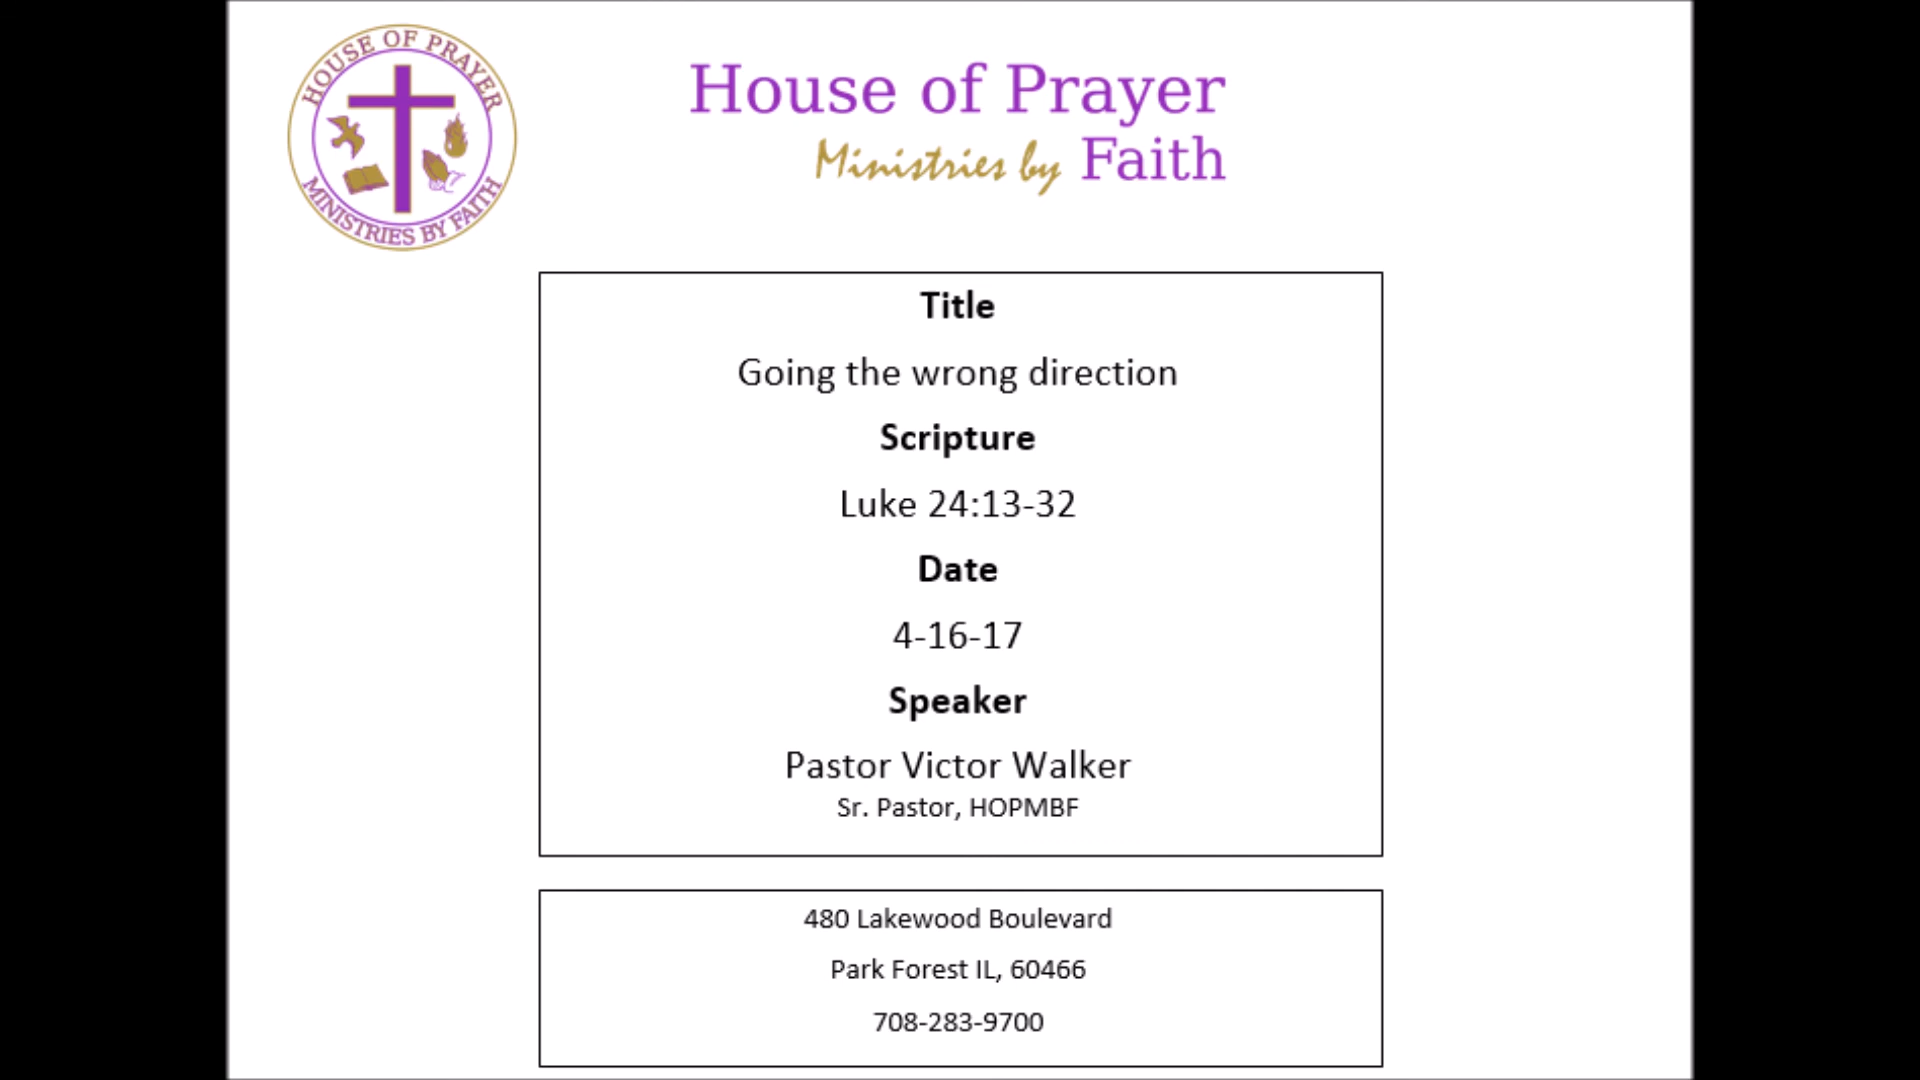 HOUSE OF PRAYER
MINISTRIES BY FAITH
House of Prayer
Ministries by Faith
Title
Going the wrong direction
Scripture
Luke 24:13-32
Date
4-16-17
Speaker
Pastor Victor Walker
Sr. Pastor, HOPMBF
480 Lakewood Boulevard
Park Forest IL, 60466
708-283-9700